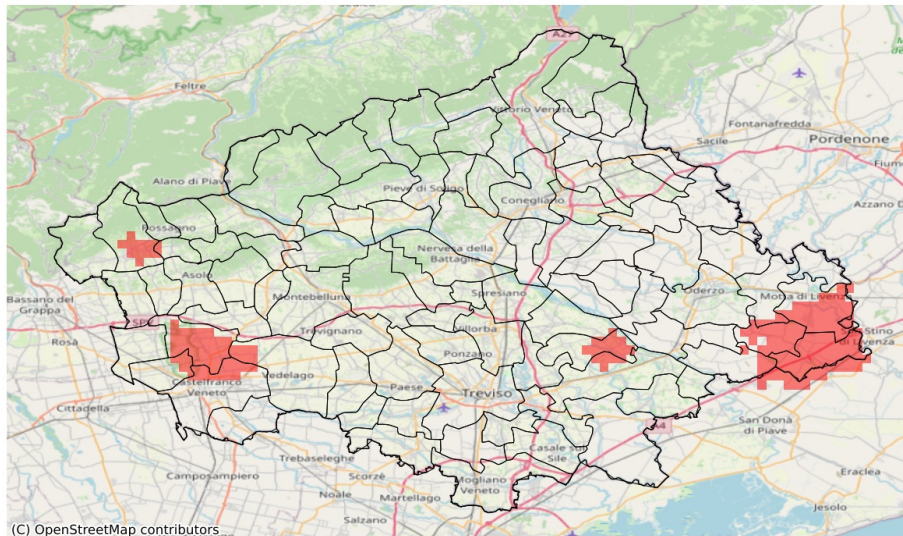 A27
Feltre
Vittorio Veneto
Fontanafredda
Sacile
Pordenone
Alano di Piave
Pieve di Soligo
Conegliano
Azzano D
Possagno
Nervesa della
Battaglia
Asolo
Bassano del
Grappa
Montebelluna
Spresiano
Oderzo
Motta di Livenza
Rosà
Trevignano
Villorba
Stino
di Livenza
Ponzano
Castelfranco
Veneto
Vedelago
Paese
Treviso
Cittadella
San Donà
di Piave
A4
Trebaseleghe
Casale sul
Sile
Camposampiero
Scorzé
Mogliano
Veneto
Eraclea
Noale
Martellago
Jesolo
Salzano
(C) OpenStreetMap contributors